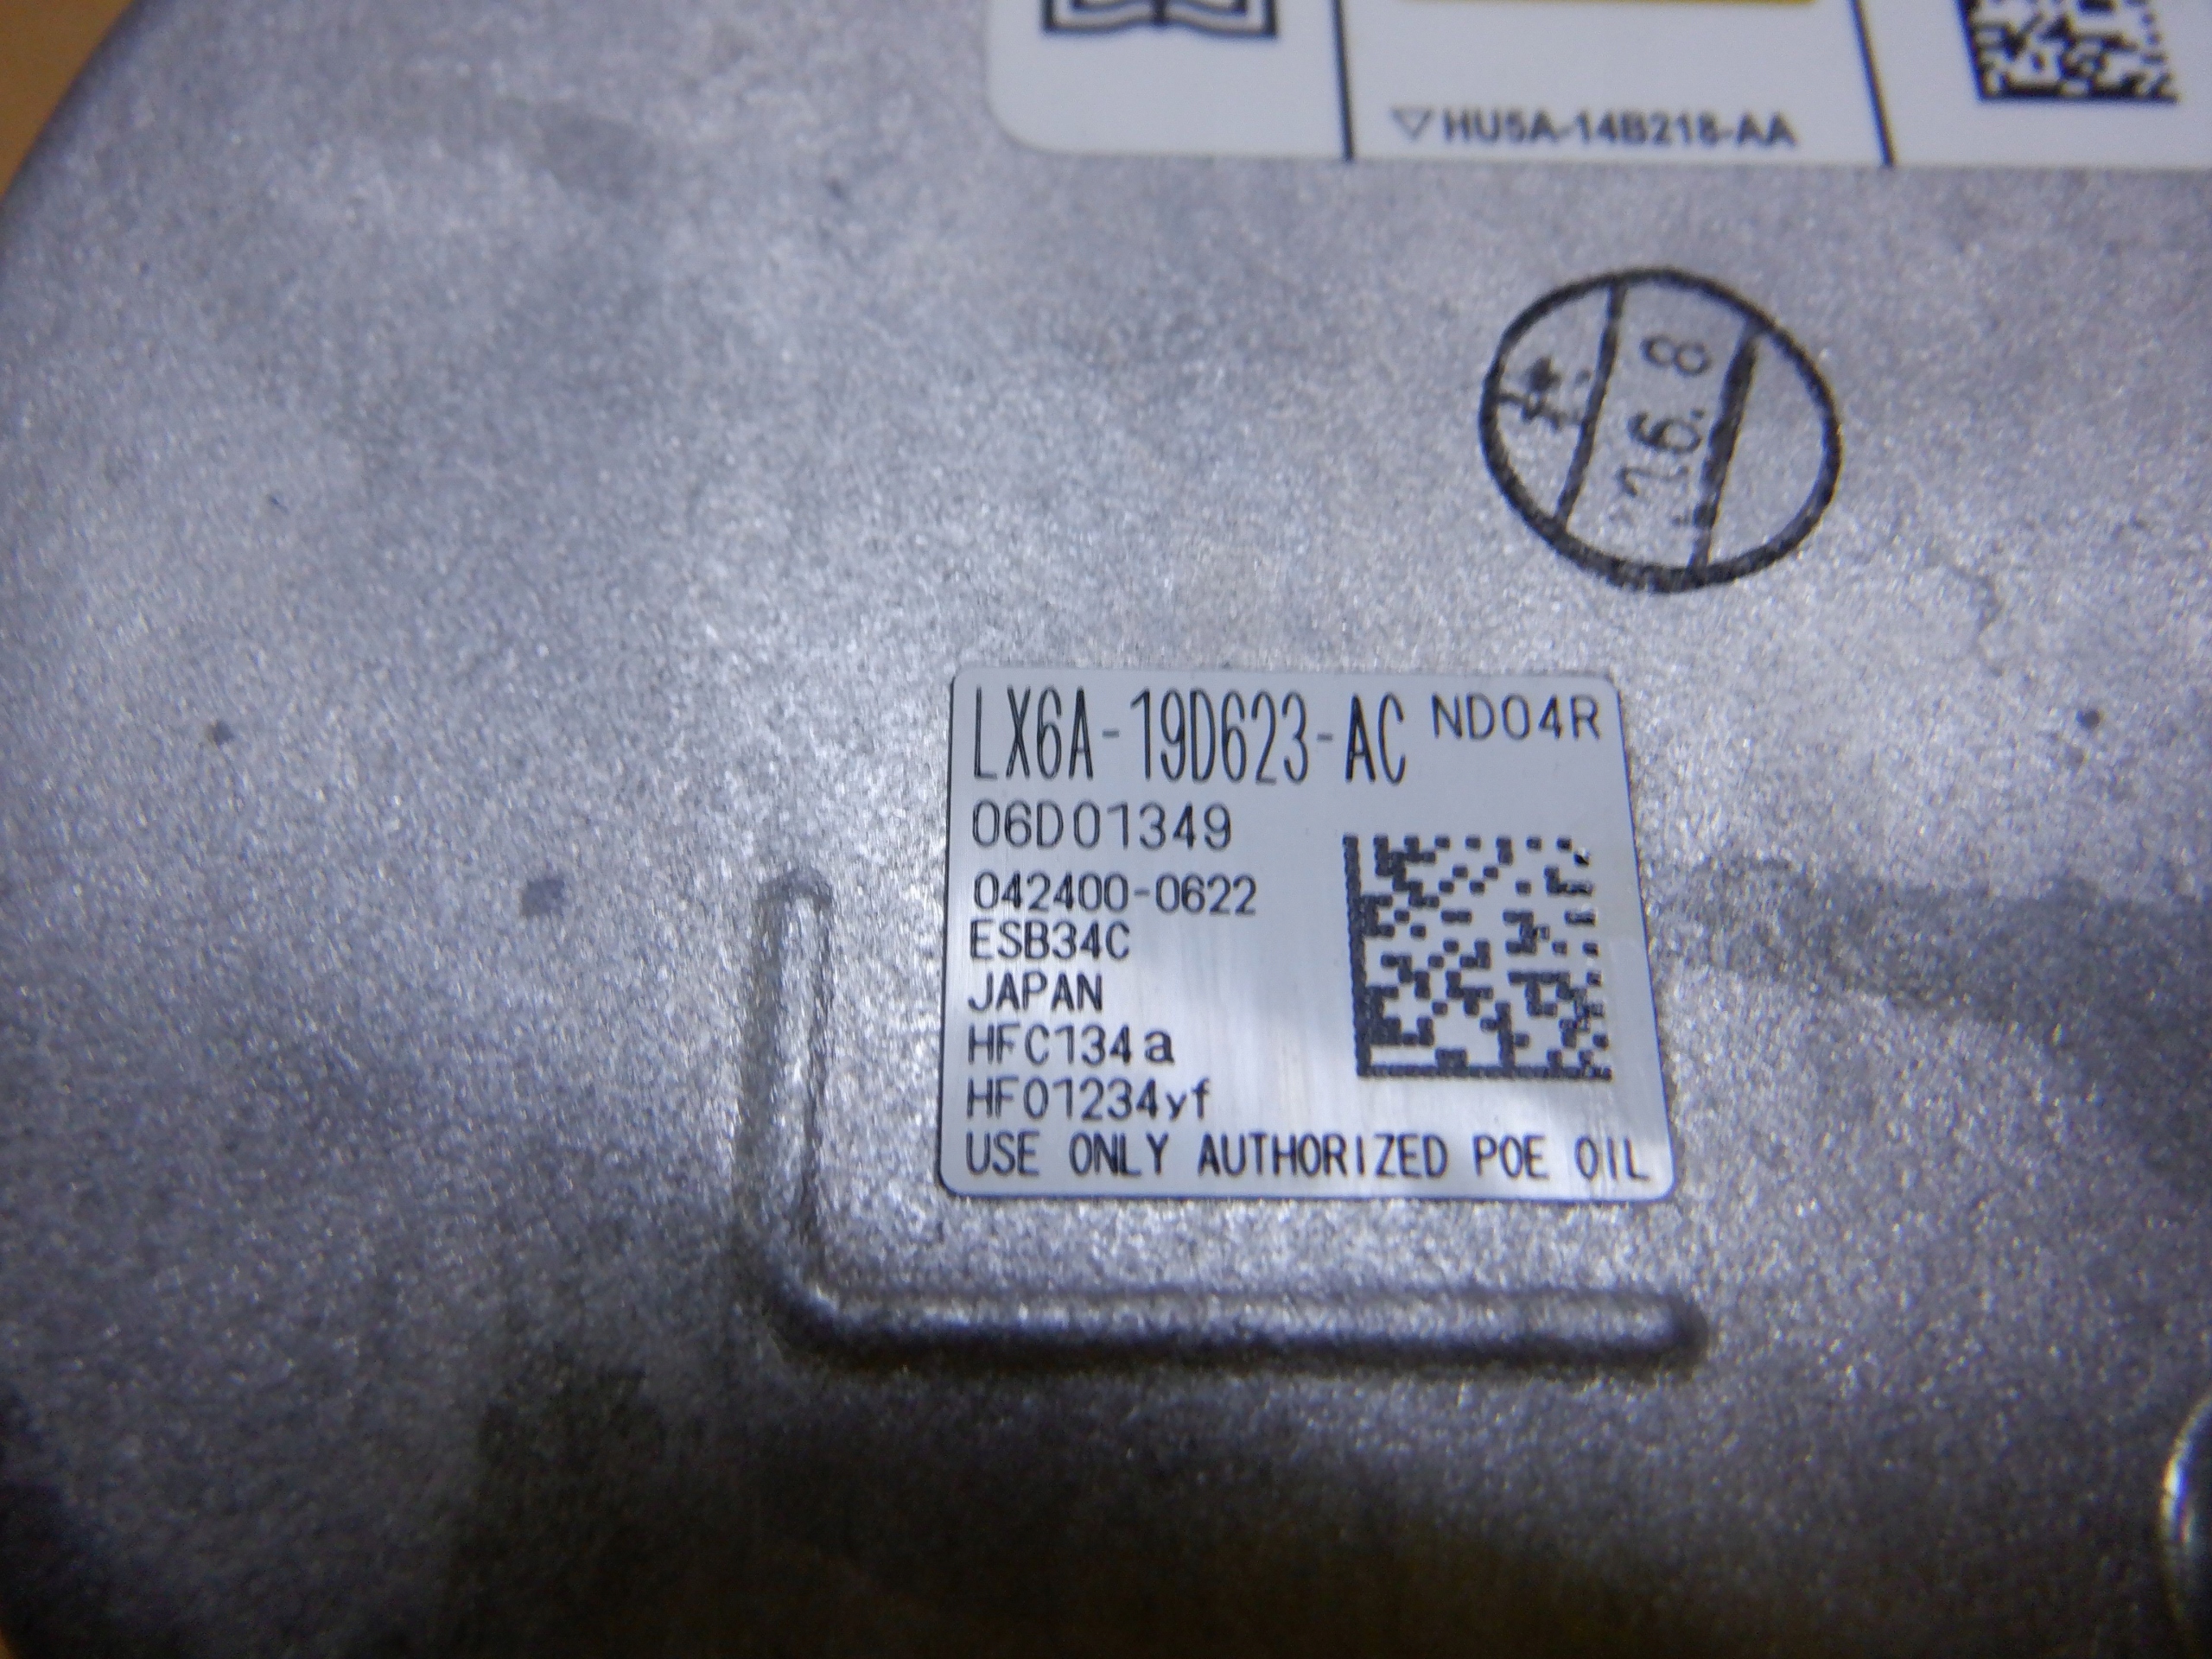 HU5A-14B218-AA
'16.8
LX6A-19D623-AC ND04R
06D01349
042400-0622
ESB34C
JAPAN
HFC134a
HFO1234yf
USE ONLY AUTHORIZED POE OIL